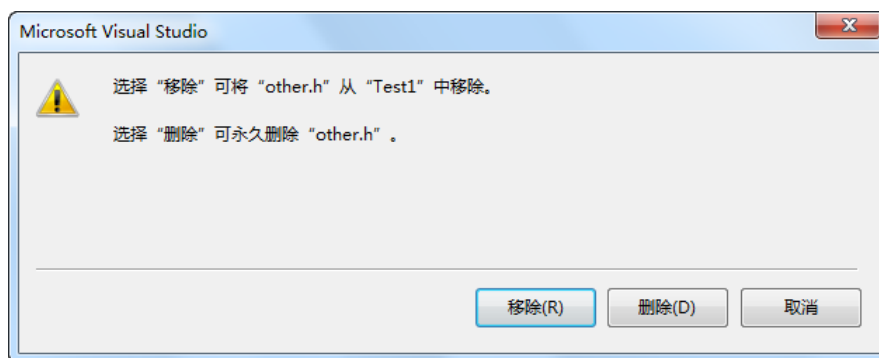 Microsoft Visual Studio
选择“移除”可将“other.h”从“Test1”中移除。
选择“删除”可永久删除“other.h”。
移除(R) 删除(D) 取消